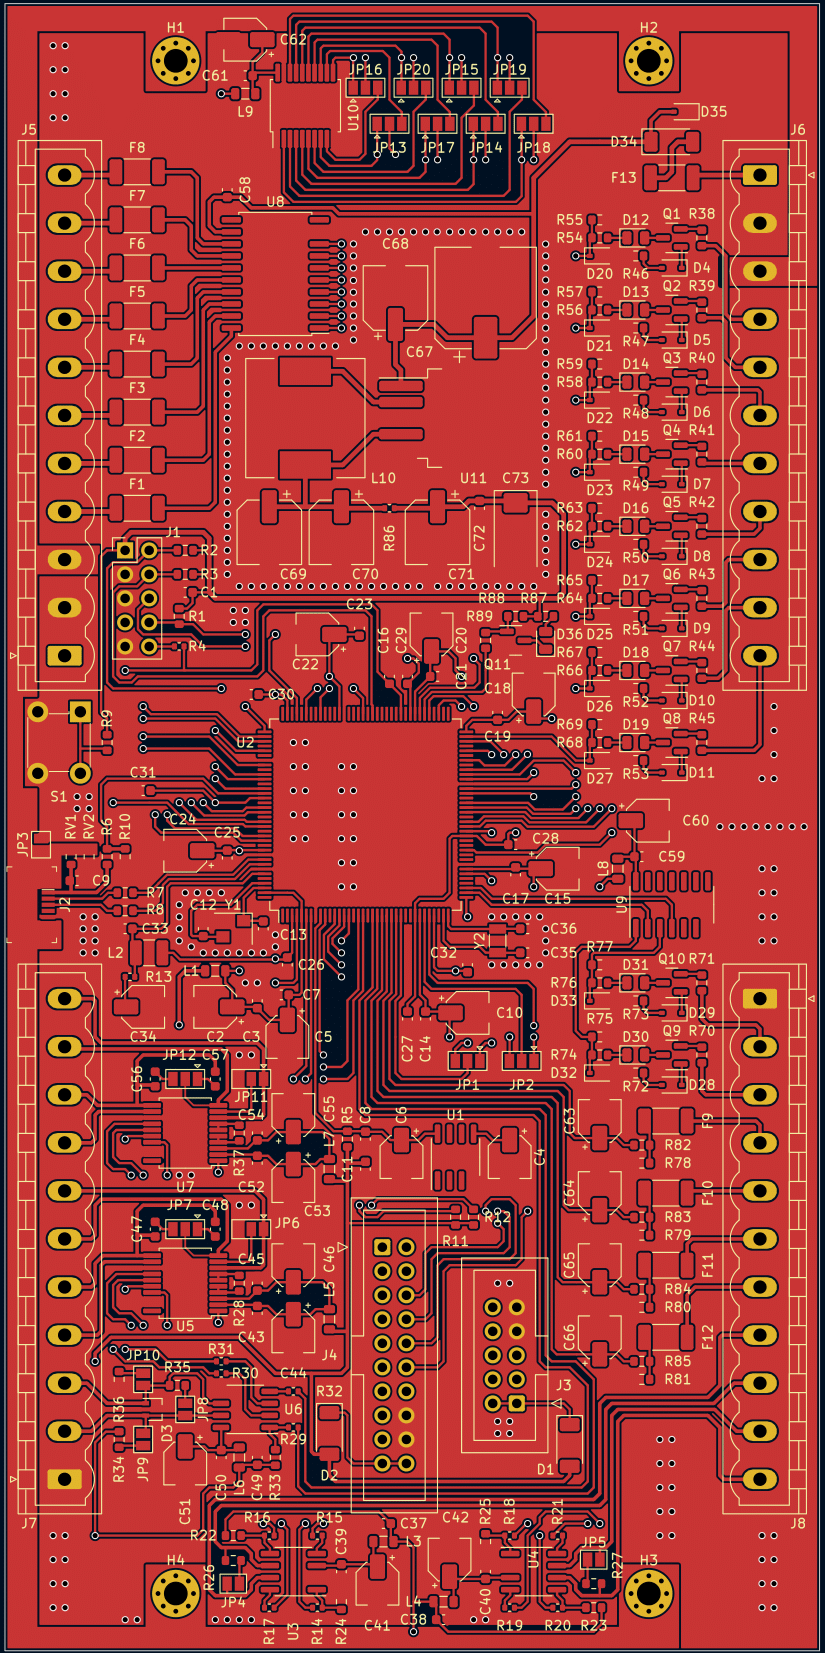 H1
C62
H2
C61
L9
JP16
JP20
JP15
JP19
U10
JP13
JP17
JP14
JP18
D35
D34
F13
J5
J6
F8
F7
F6
F5
F4
F3
F2
F1
C58
U8
C68
C67
R55
R54
D12
Q1
R38
D20
R46
D4
R57
R56
D13
Q2
R39
D21
R47
D5
R59
R58
D14
Q3
R40
D22
R48
D6
R61
R60
D15
Q4
R41
D23
R49
D7
R63
R62
D16
Q5
R42
D24
R50
D8
R65
R64
D17
Q6
R43
D25
R51
D9
R67
R66
D18
Q7
R44
D26
R52
D10
R69
R68
D19
Q8
R45
D27
R53
D11
L10
U11
C73
R86
C72
C69
C70
C71
J1
R2
R3
C1
R1
R4
C23
C22
C16
C29
C20
C21
R88
R87
R89
D36
Q11
C18
C19
C30
U2
R9
S1
C31
C24
C25
JP3
RV1
RV2
R6
R10
C9
J2
R7
R8
C33
C12
Y1
C13
C28
C17
C15
C60
L8
C59
U9
Y2
C36
C35
C32
C26
L2
R13
L1
C34
C2
C3
C7
C5
C10
C27
C14
JP1
JP2
R77
R76
D31
Q10
R71
D33
R75
R73
D29
R74
D30
Q9
R70
D32
R72
D28
JP12
C57
C56
JP11
C54
C55
R37
U7
C52
C53
L7
R5
C8
C11
C6
U1
C4
C63
F9
R82
R78
C64
F10
R83
R79
C65
F11
R84
R80
C66
F12
R85
R81
JP7
C48
C47
JP6
C45
C46
R28
U5
C43
L5
J4
R11
R12
J3
D1
R32
D2
R31
R30
JP10
R35
C44
U6
R29
R36
JP8
D3
R34
JP9
C51
C50
L6
C49
R33
J7
J8
R16
R15
R22
C37
L3
C39
C42
R25
R18
R21
JP5
R27
U4
H4
R26
JP4
R17
U3
R14
R24
C41
L4
C38
C40
R19
R20
R23
H3